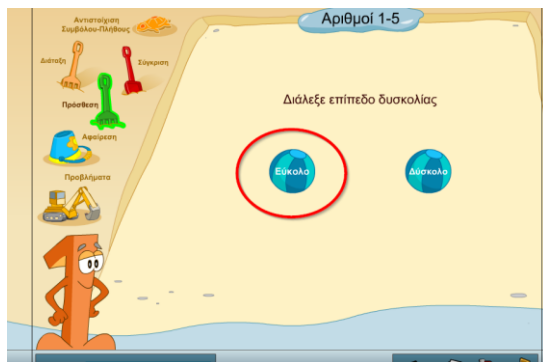 Αριθμοί 1-5
Αντιστοίχιση
Συμβόλου-Πλήθους
Διάταξη
Σύγκριση
Πρόσθεση
Αφαίρεση
Προβλήματα
Διάλεξε επίπεδο δυσκολίας
Εύκολο
Δύσκολο